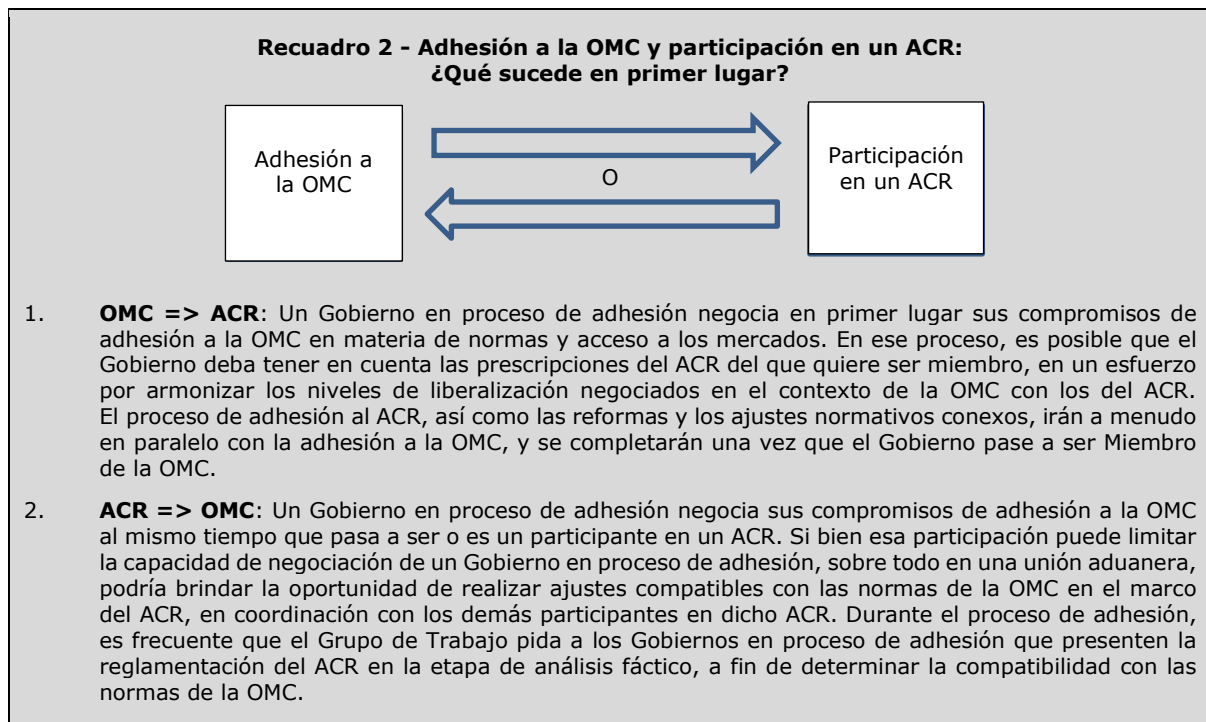 Recuadro 2 - Adhesión a la OMC y participación en un ACR:
¿Qué sucede en primer lugar?
Adhesión a
la OMC
O
Participación
en un ACR
1. OMC => ACR: Un Gobierno en proceso de adhesión negocia en primer lugar sus compromisos de
adhesión a la OMC en materia de normas y acceso a los mercados. En ese proceso, es posible que el
Gobierno deba tener en cuenta las prescripciones del ACR del que quiere ser miembro, en un esfuerzo
por armonizar los niveles de liberalización negociados en el contexto de la OMC con los del ACR.
El proceso de adhesión al ACR, así como las reformas y los ajustes normativos conexos, irán a menudo
en paralelo con la adhesión a la OMC, y se completarán una vez que el Gobierno pase a ser Miembro
de la OMC.
2. ACR => OMC: Un Gobierno en proceso de adhesión negocia sus compromisos de adhesión a la OMC
al mismo tiempo que pasa a ser o es un participante en un ACR. Si bien esa participación puede limitar
la capacidad de negociación de un Gobierno en proceso de adhesión, sobre todo en una unión aduanera,
podría brindar la oportunidad de realizar ajustes compatibles con las normas de la OMC en el marco
del ACR, en coordinación con los demás participantes en dicho ACR. Durante el proceso de adhesión,
es frecuente que el Grupo de Trabajo pida a los Gobiernos en proceso de adhesión que presenten la
reglamentación del ACR en la etapa de análisis fáctico, a fin de determinar la compatibilidad con las
normas de la OMC.